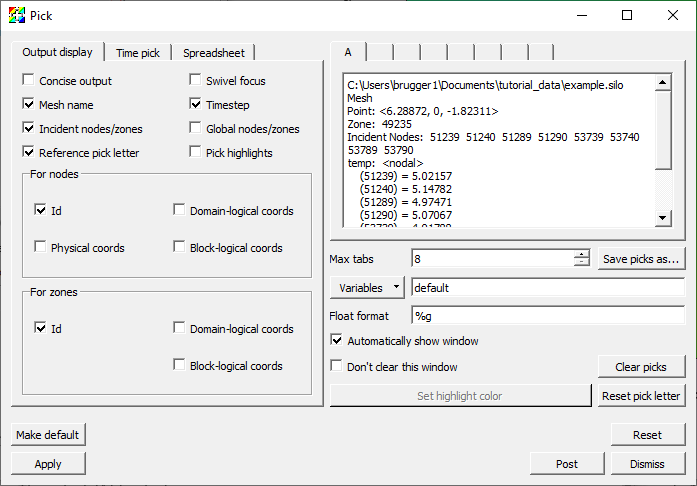 Pick
Output display
Time pick
Spreadsheet
Concise output
Swivel focus
Mesh name
Timestep
Incident nodes/zones
Global nodes/zones
Reference pick letter
Pick highlights
For nodes
Id
Domain-logical coords
Physical coords
Block-logical coords
For zones
Id
Domain-logical coords
Block-logical coords
A
C:\Users\brugger1\Documents\tutorial_data\example.silo
Mesh
Point: <6.28872, 0, -1.82311>
Zone: 49235
Incident Nodes: 51239 51240 51289 51290 53739 53740
53789 53790
temp: <nodal>
(51239) = 5.02157
(51240) = 5.14782
(51289) = 4.97471
(51290) = 5.07067
Max tabs
8
Save picks as...
Variables
default
Float format
%g
Automatically show window
Don't clear this window
Clear picks
Set highlight color
Reset pick letter
Make default
Reset
Apply
Post
Dismiss